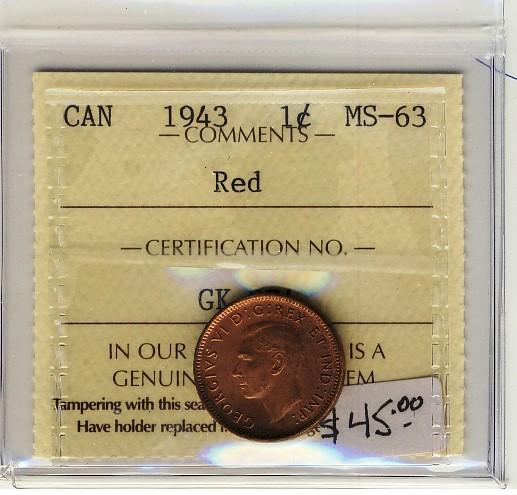 CAN 1943 1¢ MS-63
COMMENTS
Red
CERTIFICATION NO.
GK
IN OUR IS A
GENUIN EM
Tampering with this sea
Have holder replaced
GEORGIVS VI D:G:REX ET IND:IMP:
$45.00